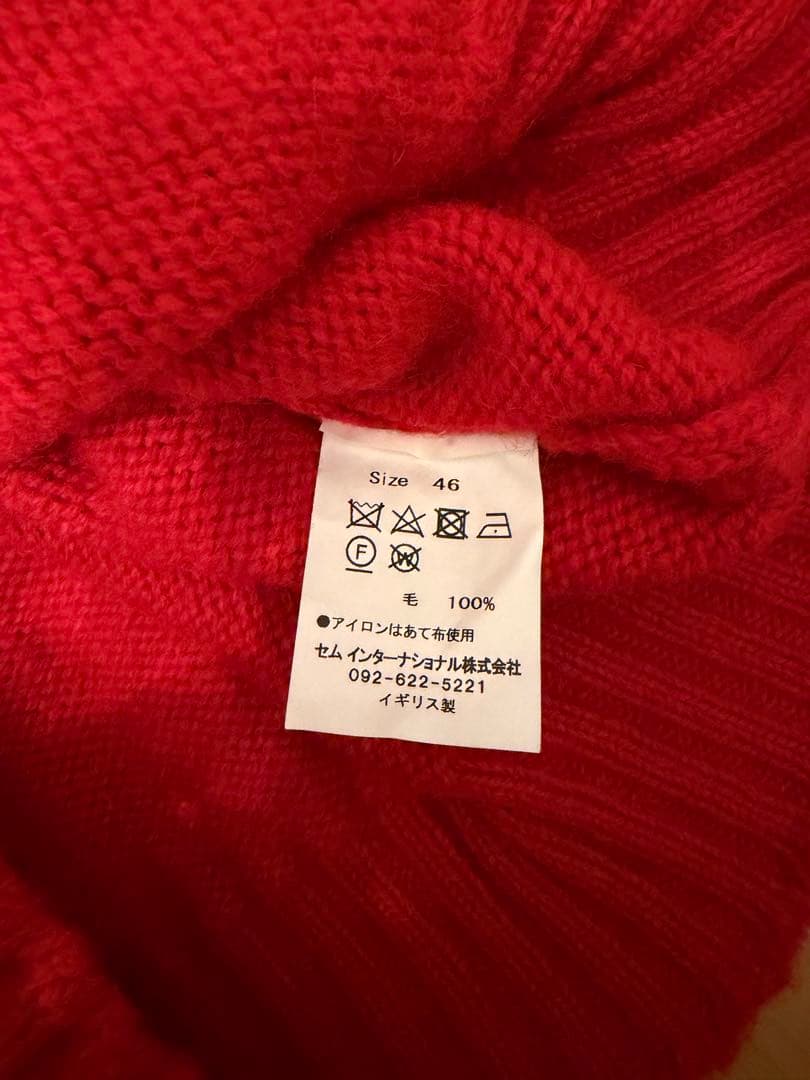 Size 46
F W
毛 100%
●アイロンはあて布使用
セム インターナショナル株式会社
092-622-5221
イギリス製